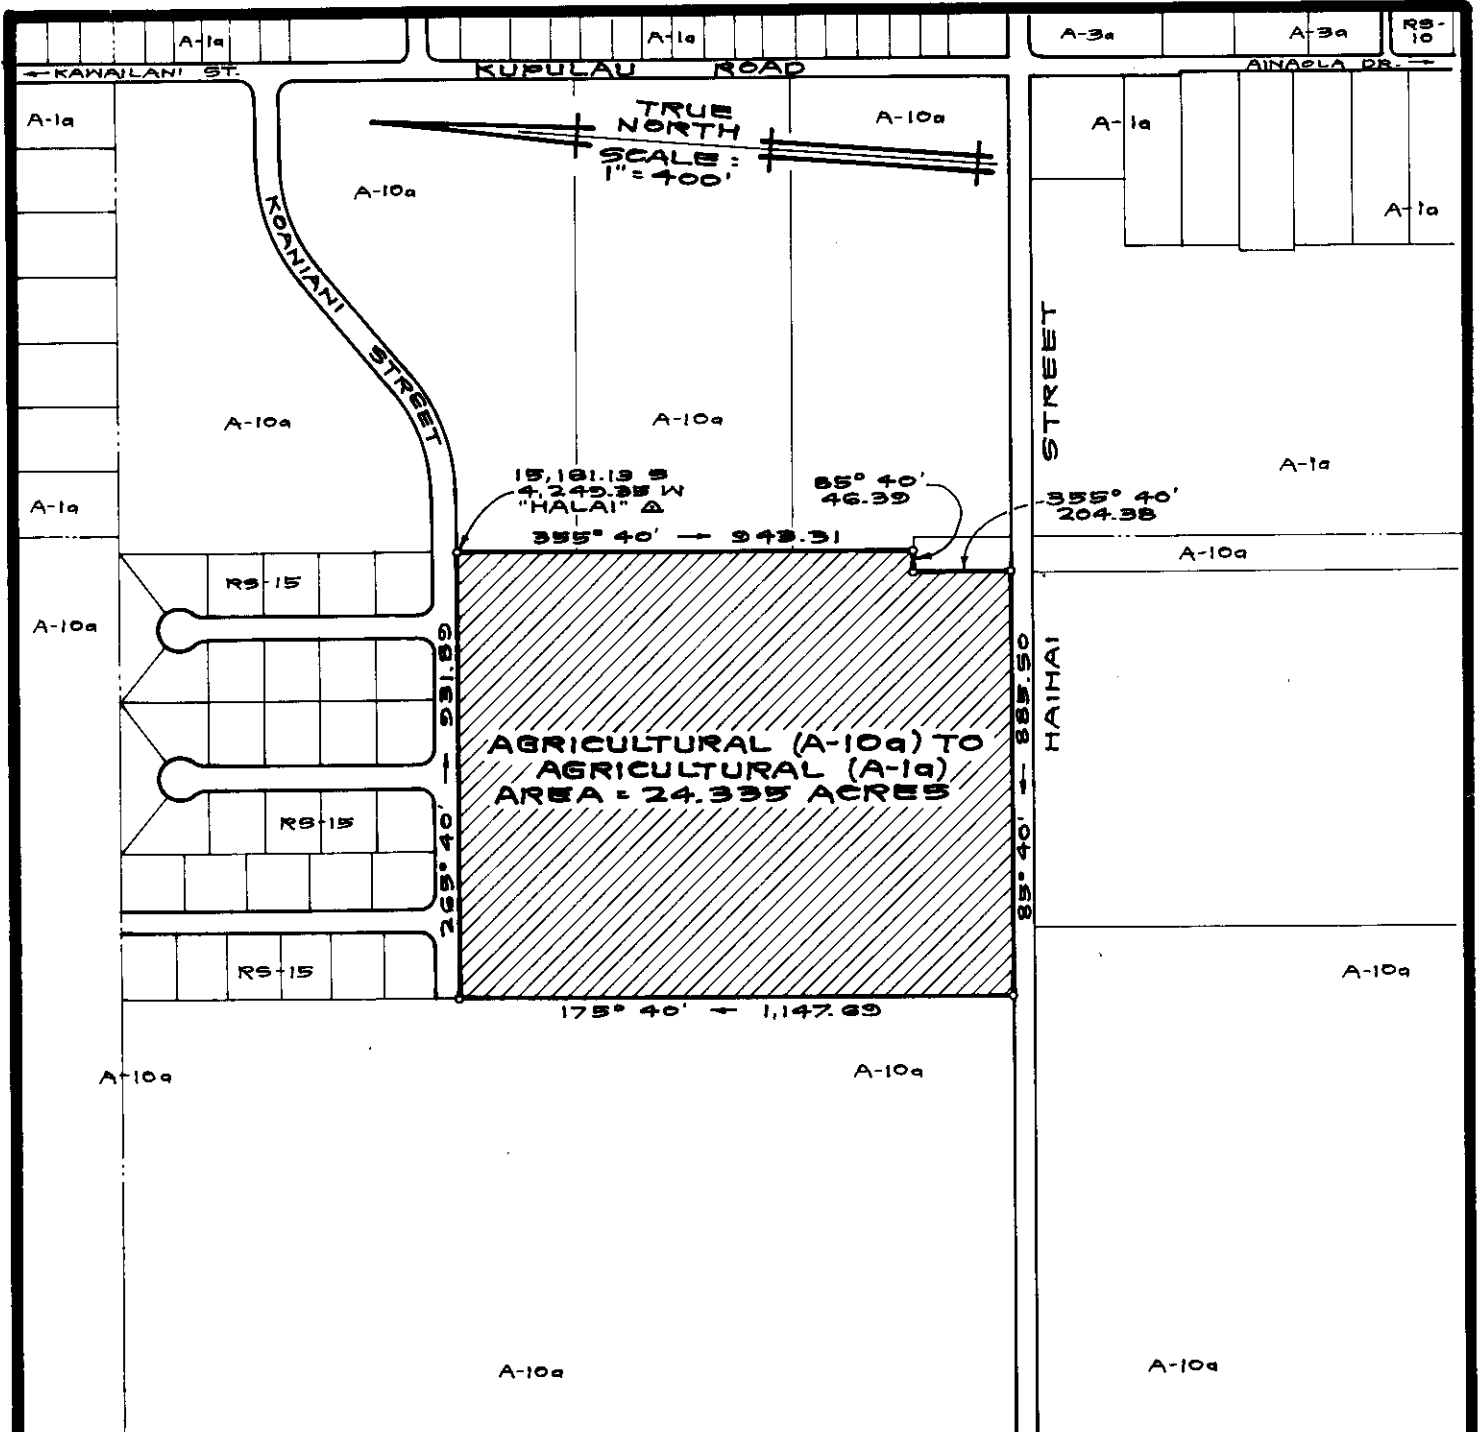 A-1a
A-1a
A-3a
A-3a
RS-
10
← KAWAILANI ST.
KUPULAU ROAD
AINAOLA DR. →
A-1a
TRUE
NORTH
SCALE :
1" = 400'
A-10a
A-1a
A-10a
A-1a
KOANIANI STREET
HAIHAI STREET
A-10a
A-10a
A-1a
A-1a
15,181.13 S
4,249.35 W
"HALAI" △
85° 40'
46.39
355° 40'
204.38
355° 40' → 943.31
A-10a
RS-15
A-10a
265° 40' → 931.89
85° 40' ← 885.50
AGRICULTURAL (A-10a) TO
AGRICULTURAL (A-1a)
AREA = 24.335 ACRES
RS-15
RS-15
A-10a
175° 40' ← 1,147.69
A-10a
A-10a
A-10a
A-10a